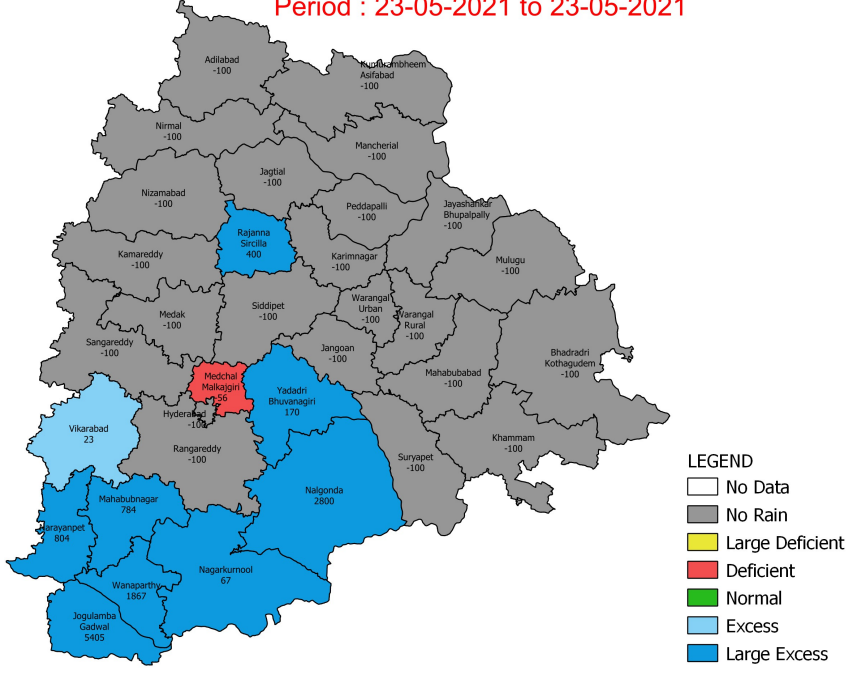 Period : 23-05-2021 to 23-05-2021
Adilabad
-100
Kumurambheem
Asifabad
-100
Nirmal
-100
Mancherial
-100
Jagtial
-100
Nizamabad
-100
Peddapalli
-100
Jayashankar
Bhupalpally
-100
Rajanna
Sircilla
400
Kamareddy
-100
Karimnagar
-100
Mulugu
-100
Siddipet
-100
Warangal
Urban
-100
Warangal
Rural
-100
Medak
-100
Sangareddy
-100
Jangoan
-100
Bhadradri
Kothagudem
-100
Mahabubabad
-100
Medchal
Malkajgiri
-56
Yadadri
Bhuvanagiri
170
Hyderabad
-100
Vikarabad
23
Rangareddy
-100
Khammam
-100
Suryapet
-100
Nalgonda
2800
Mahabubnagar
784
Narayanpet
804
Nagarkurnool
67
Wanaparthy
1867
Jogulamba
Gadwal
5405
LEGEND
No Data
No Rain
Large Deficient
Deficient
Normal
Excess
Large Excess